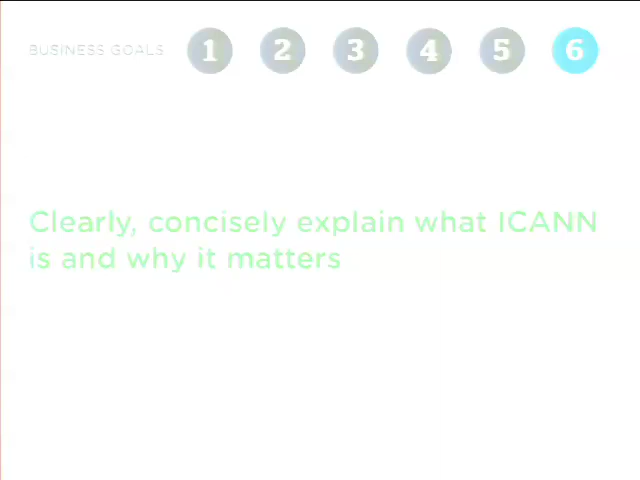 BUSINESS GOALS 1 2 3 4 5 6
Clearly, concisely explain what ICANN
is and why it matters